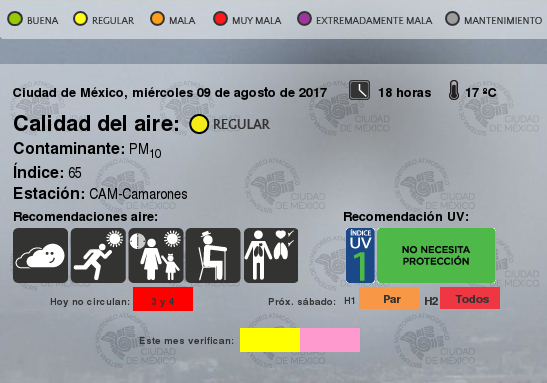 BUENA REGULAR MALA MUY MALA EXTREMADAMENTE MALA MANTENIMIENTO
Ciudad de México, miércoles 09 de agosto de 2017 18 horas 17 ºC
Calidad del aire: REGULAR
Contaminante: PM10
Índice: 65
Estación: CAM-Camarones
Recomendaciones aire: Recomendación UV:
ÍNDICE
UV
1
NO NECESITA
PROTECCIÓN
Hoy no circulan: 3 y 4 Próx. sábado: H1 Par H2 Todos
Este mes verifican:
CIUDAD
DE MÉXICO